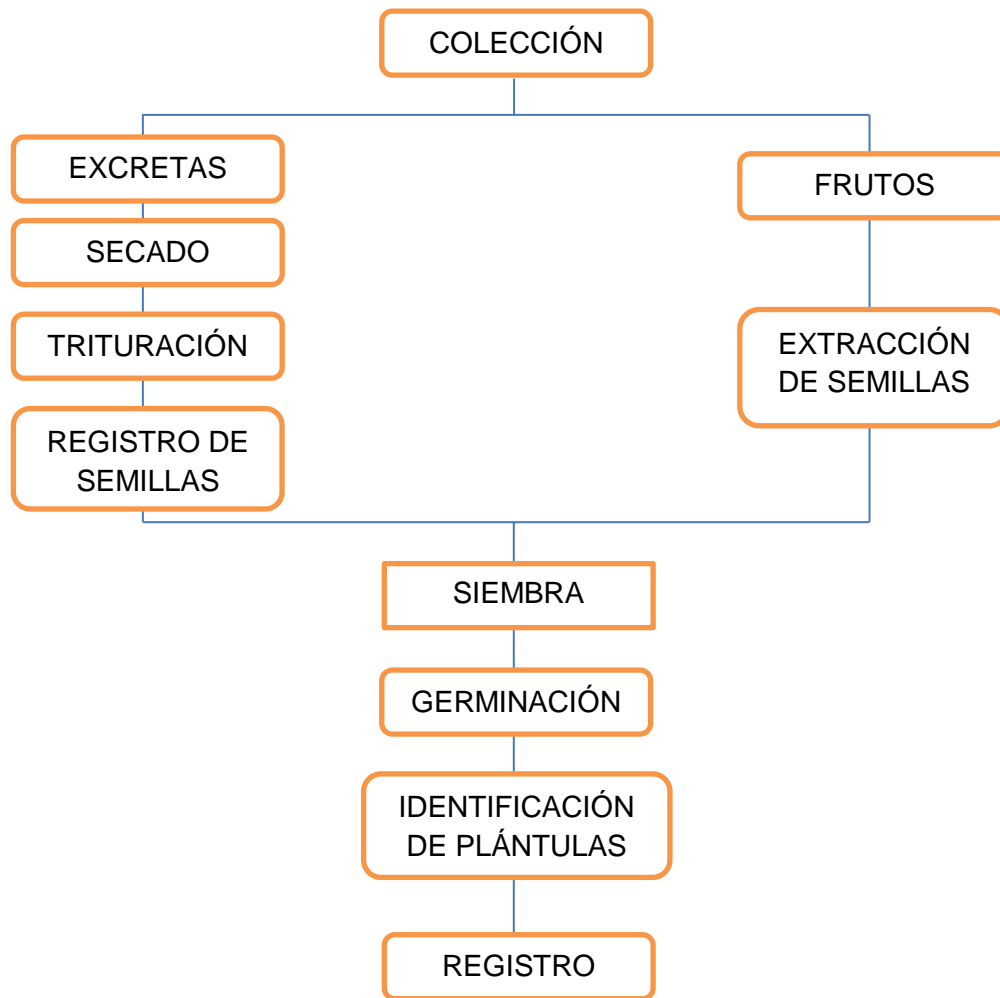 COLECCIÓN
EXCRETAS
SECADO
TRITURACIÓN
REGISTRO DE
SEMILLAS
FRUTOS
EXTRACCIÓN
DE SEMILLAS
SIEMBRA
GERMINACIÓN
IDENTIFICACIÓN
DE PLÁNTULAS
REGISTRO